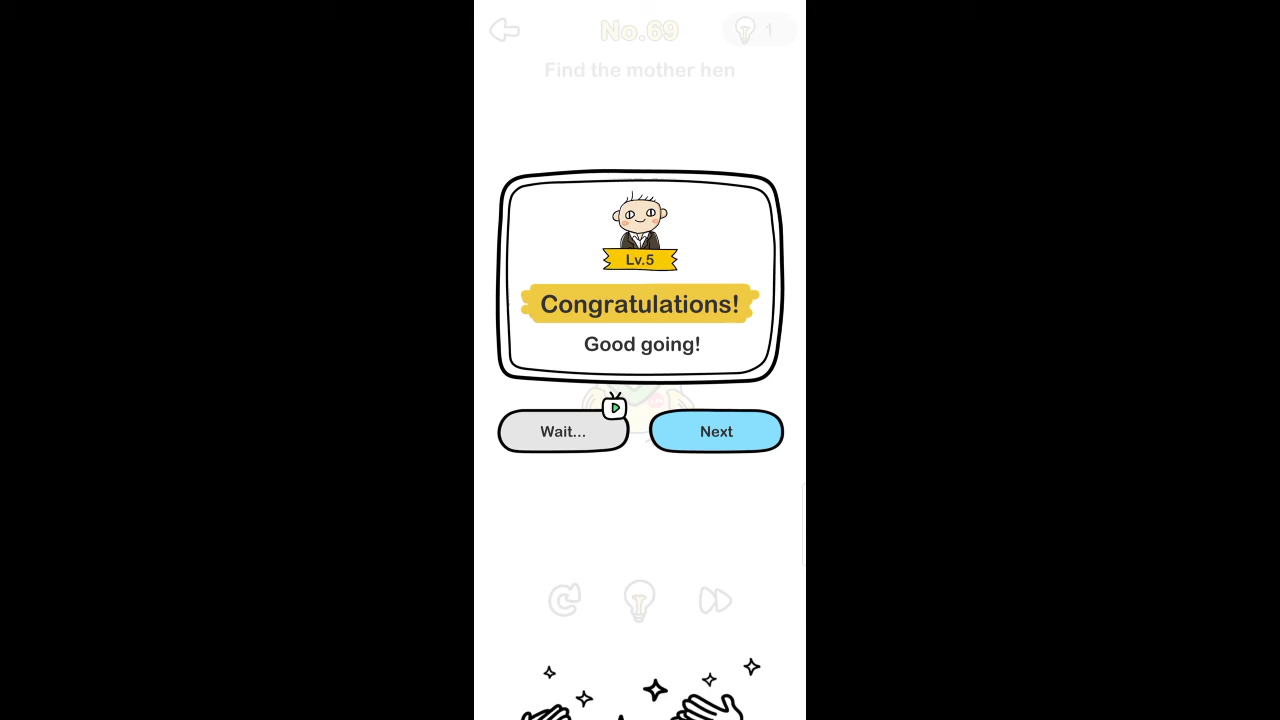 No.69
1
Find the mother hen
Lv.5
Congratulations!
Good going!
Wait...
Next